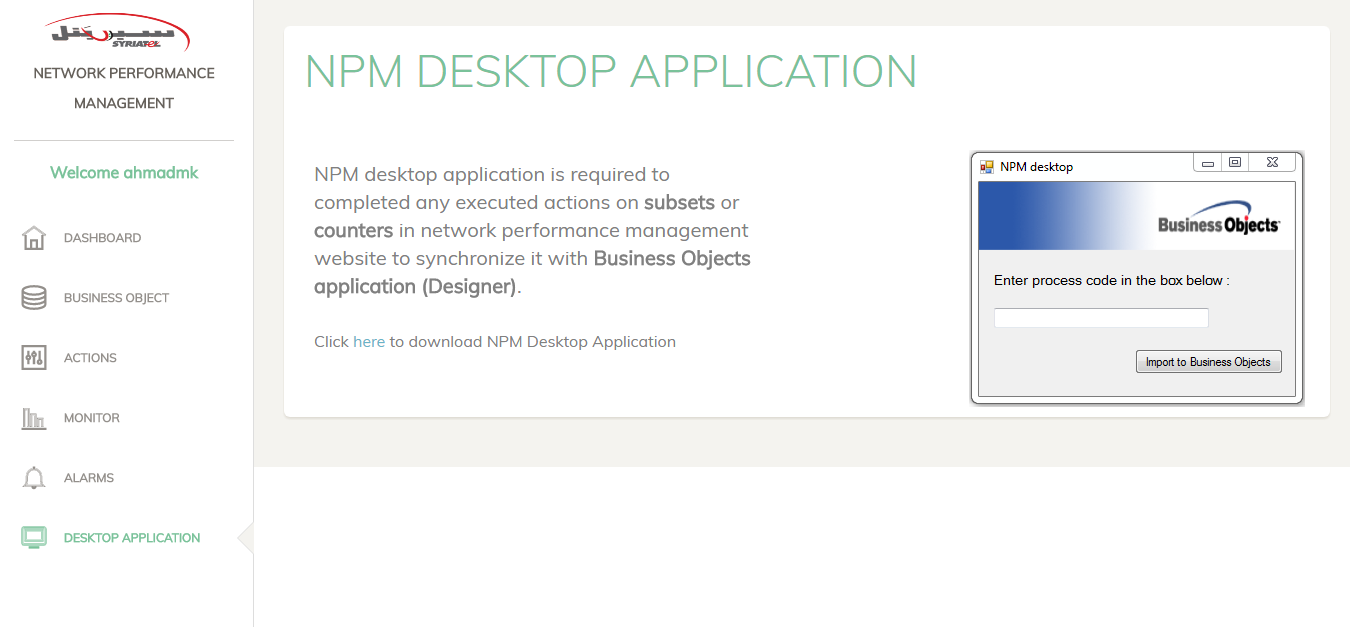 سيريتل
SYRIATEL
NETWORK PERFORMANCE
MANAGEMENT
Welcome ahmadmk
DASHBOARD
BUSINESS OBJECT
ACTIONS
MONITOR
ALARMS
DESKTOP APPLICATION
NPM DESKTOP APPLICATION
NPM desktop application is required to
completed any executed actions on subsets or
counters in network performance management
website to synchronize it with Business Objects
application (Designer).
Click here to download NPM Desktop Application
NPM desktop
Business Objects
Enter process code in the box below :
Import to Business Objects